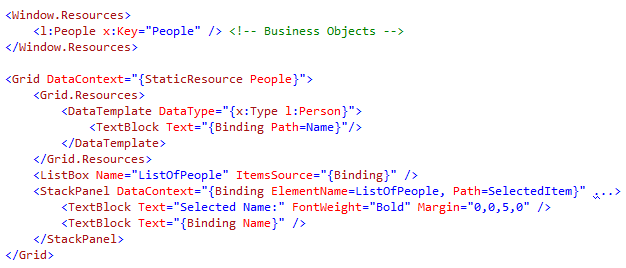 <Window.Resources>
    <l:People x:Key="People" /> <!-- Business Objects -->
</Window.Resources>

<Grid DataContext="{StaticResource People}">
    <Grid.Resources>
        <DataTemplate DataType="{x:Type l:Person}">
            <TextBlock Text="{Binding Path=Name}"/>
        </DataTemplate>
    </Grid.Resources>
    <ListBox Name="ListOfPeople" ItemsSource="{Binding}" />
    <StackPanel DataContext="{Binding ElementName=ListOfPeople, Path=SelectedItem}" ...>
        <TextBlock Text="Selected Name:" FontWeight="Bold" Margin="0,0,5,0" />
        <TextBlock Text="{Binding Name}" />
    </StackPanel>
</Grid>